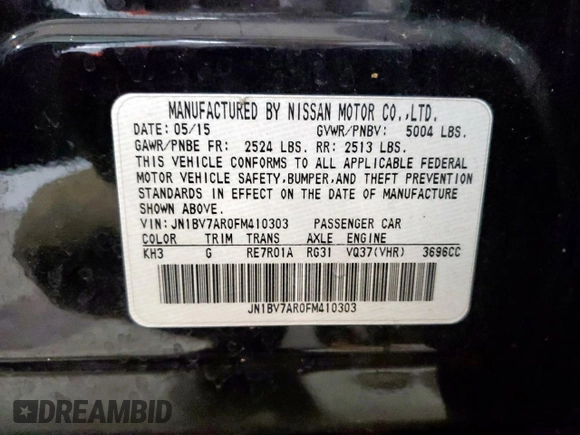 MANUFACTURED BY NISSAN MOTOR CO.,LTD.
DATE: 05/15 GVWR/PNBV: 5004 LBS.
GAWR/PNBE FR: 2524 LBS. RR: 2513 LBS.
THIS VEHICLE CONFORMS TO ALL APPLICABLE FEDERAL
MOTOR VEHICLE SAFETY,BUMPER,AND THEFT PREVENTION
STANDARDS IN EFFECT ON THE DATE OF MANUFACTURE
SHOWN ABOVE.
VIN: JN1BV7AR0FM410303 PASSENGER CAR
COLOR TRIM TRANS AXLE ENGINE
KH3 G RE7R01A RG31 VQ37(VHR) 3696CC
JN1BV7AR0FM410303
DREAMBID